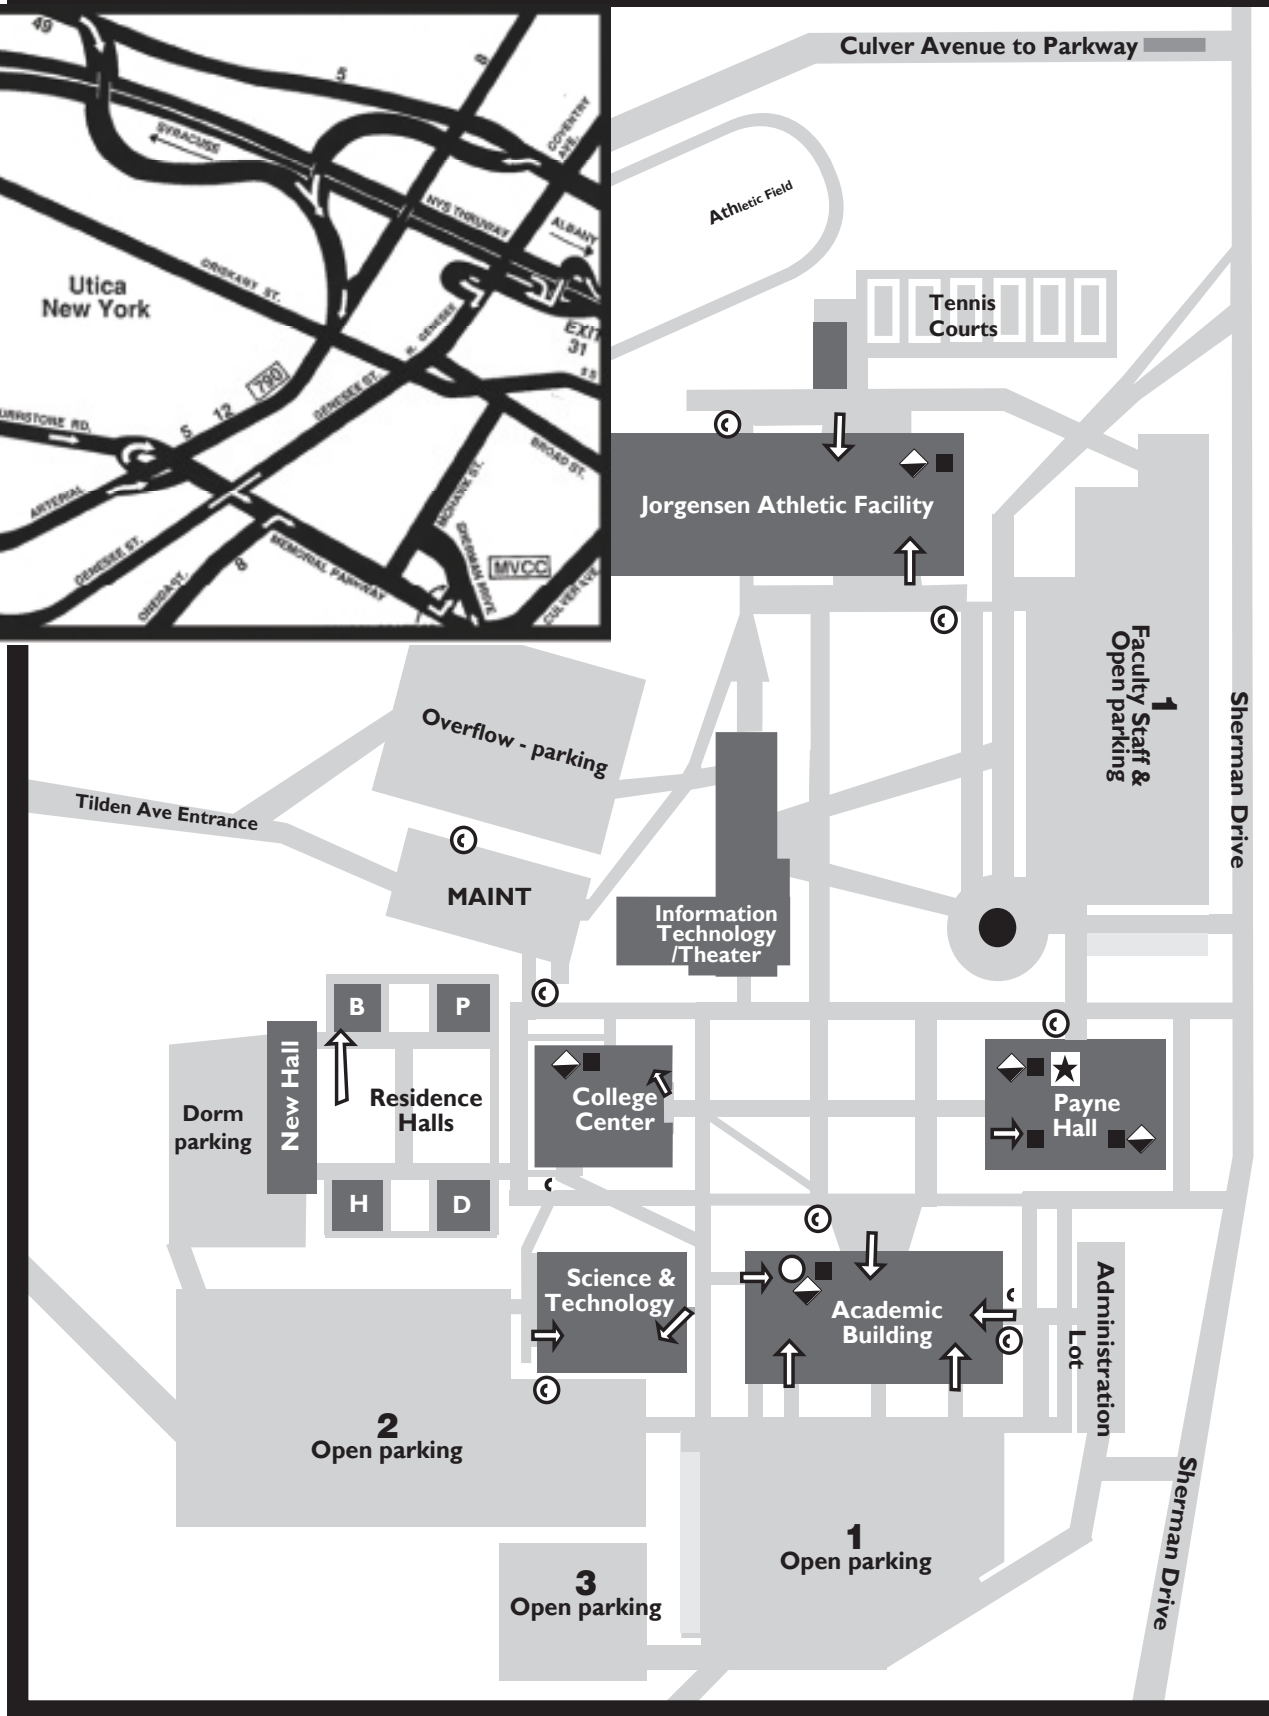 49
5
8
COVENTRY
AVE.
SYRACUSE
NYS THRUWAY
ALBANY
ORISKANY ST.
Utica
New York
N. GENESEE
EXIT
31
5 S
790
12
5
GENESEE ST.
BURRSTONE RD.
BROAD ST.
ARTERIAL
MOHAWK ST.
SHERMAN DRIVE
MVCC
GENESEE ST.
ONEIDA ST.
8
MEMORIAL PARKWAY
CULVER AVE.
Culver Avenue to Parkway
Athletic Field
Tennis
Courts
Jorgensen Athletic Facility
1
Faculty Staff &
Open parking
Sherman Drive
Overflow - parking
Tilden Ave Entrance
MAINT
Information
Technology
/Theater
B
P
New Hall
Residence
Halls
Dorm
parking
H
D
College
Center
Payne
Hall
Science &
Technology
Academic
Building
Administration
Lot
2
Open parking
1
Open parking
3
Open parking
Sherman Drive